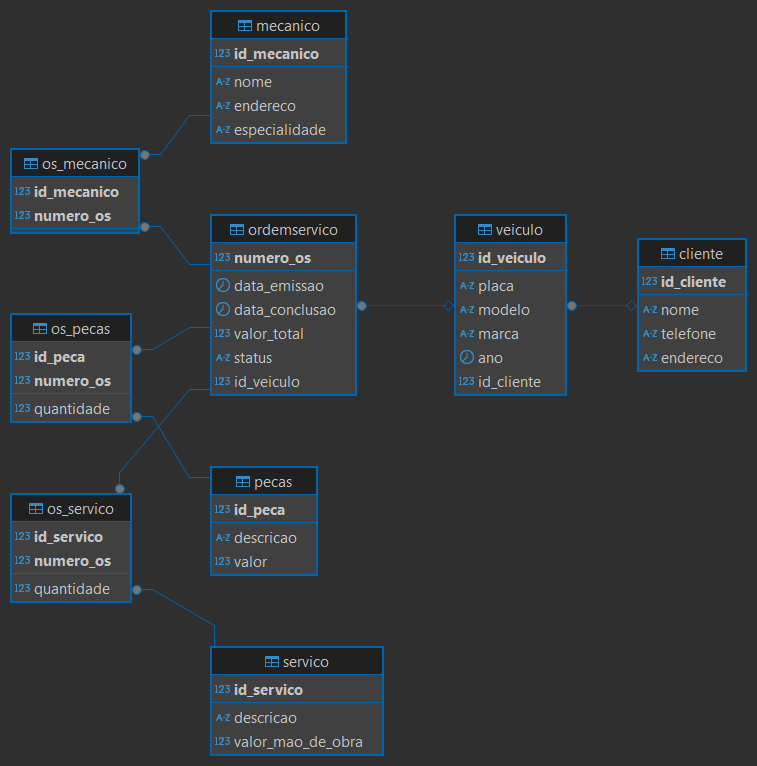 mecanico
123 id_mecanico
A-Z nome
A-Z endereco
A-Z especialidade
os_mecanico
123 id_mecanico
123 numero_os
ordemservico
123 numero_os
data_emissao
data_conclusao
123 valor_total
A-Z status
123 id_veiculo
veiculo
123 id_veiculo
A-Z placa
A-Z modelo
A-Z marca
ano
123 id_cliente
cliente
123 id_cliente
A-Z nome
A-Z telefone
A-Z endereco
os_pecas
123 id_peca
123 numero_os
123 quantidade
pecas
123 id_peca
A-Z descricao
123 valor
os_servico
123 id_servico
123 numero_os
123 quantidade
servico
123 id_servico
A-Z descricao
123 valor_mao_de_obra